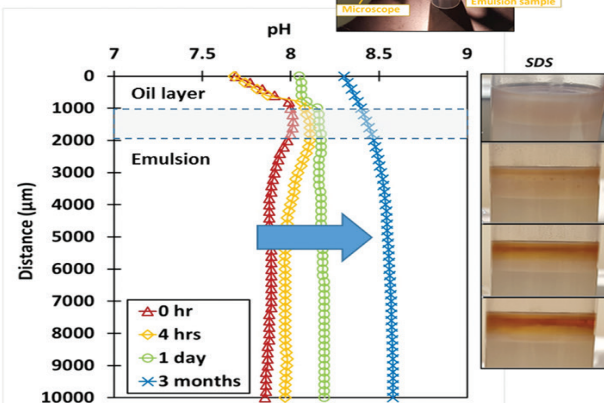 Microscope
Emulsion sample
pH
7 7.5 8 8.5 9
0
Oil layer
1000
2000
Emulsion
3000
4000
5000
6000
7000
8000
9000
10000
Distance (μm)
0 hr
4 hrs
1 day
3 months
SDS